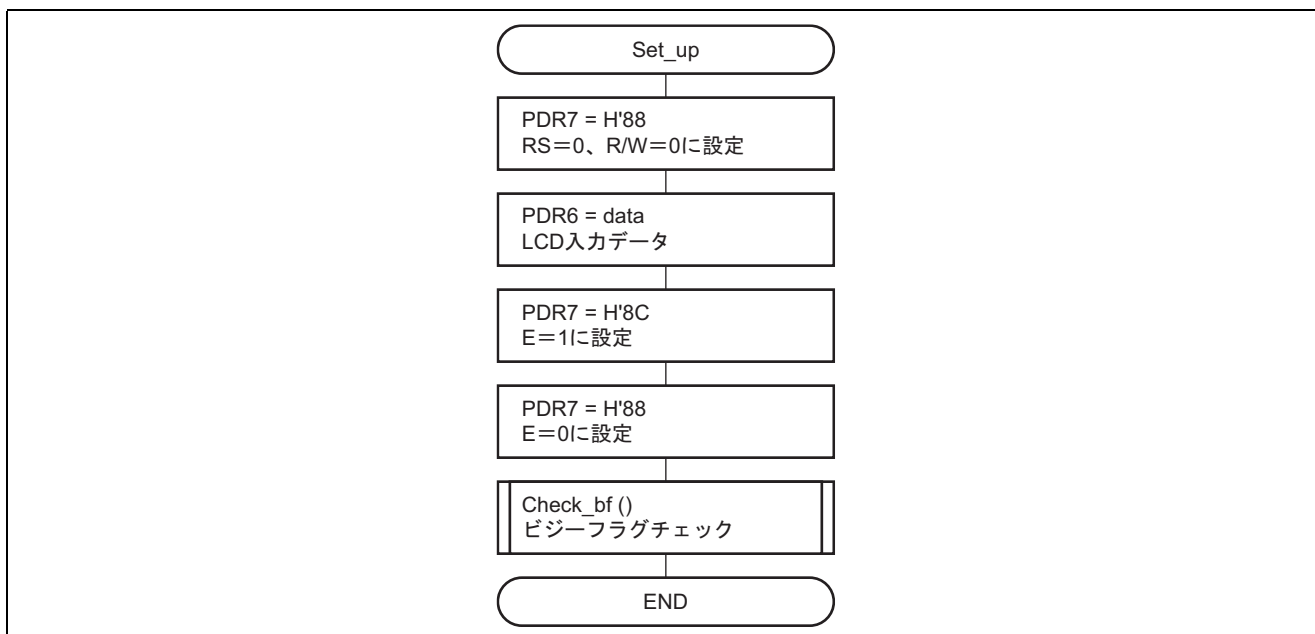 Set_up
PDR7 = H'88
RS＝0、R/W＝0に設定
PDR6 = data
LCD入力データ
PDR7 = H'8C
E＝1に設定
PDR7 = H'88
E＝0に設定
Check_bf ()
ビジーフラグチェック
END